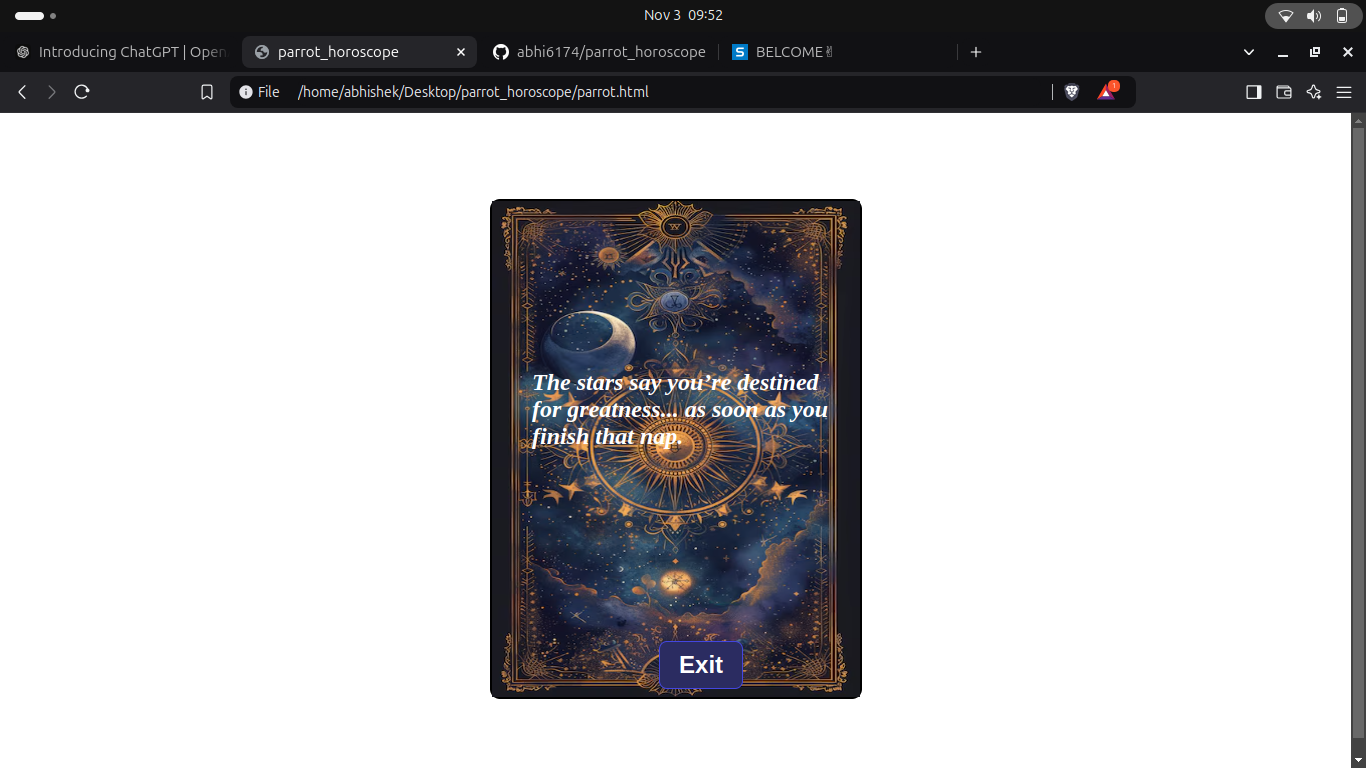 Nov 3 09:52
Introducing ChatGPT | Open
parrot_horoscope
abhi6174/parrot_horoscope
S
BELCOME✌
File
/home/abhishek/Desktop/parrot_horoscope/parrot.html
1
W
The stars say you’re destined
for greatness... as soon as you
finish that nap.
Exit